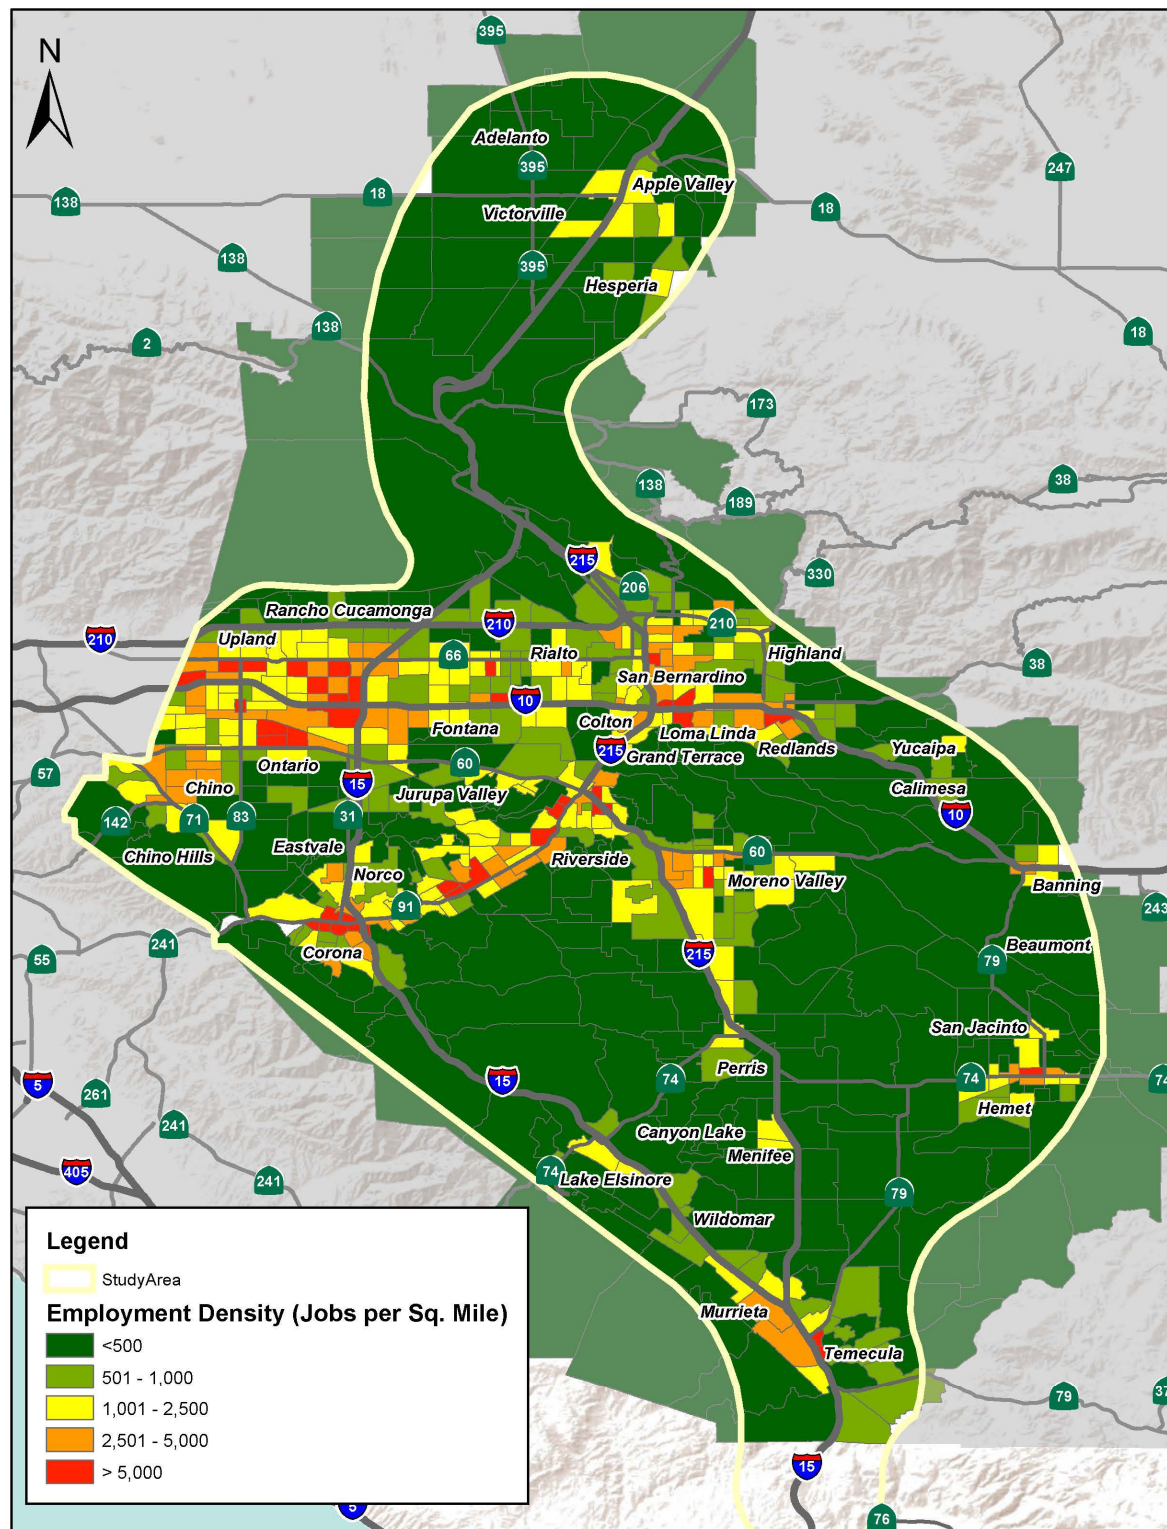 395
N
Adelanto
395
247
18
Apple Valley
138
18
Victorville
138
395
Hesperia
138
2
18
173
138
38
189
215
330
206
Rancho Cucamonga
210
210
210
Upland
66
Rialto
Highland
38
San Bernardino
10
Colton
Fontana
Loma Linda
215
Redlands
Yucaipa
Grand Terrace
60
57
Ontario
15
Chino
Jurupa Valley
Calimesa
142
71
83
31
10
Eastvale
60
Chino Hills
Riverside
Norco
Moreno Valley
Banning
91
243
241
Beaumont
55
Corona
215
79
San Jacinto
5
15
74
Perris
74
74
261
Hemet
241
Canyon Lake
Menifee
405
74
241
Lake Elsinore
79
Wildomar
Legend
StudyArea
Murrieta
Employment Density (Jobs per Sq. Mile)
<500
Temecula
501 - 1,000
79
37
1,001 - 2,500
2,501 - 5,000
15
> 5,000
5
76